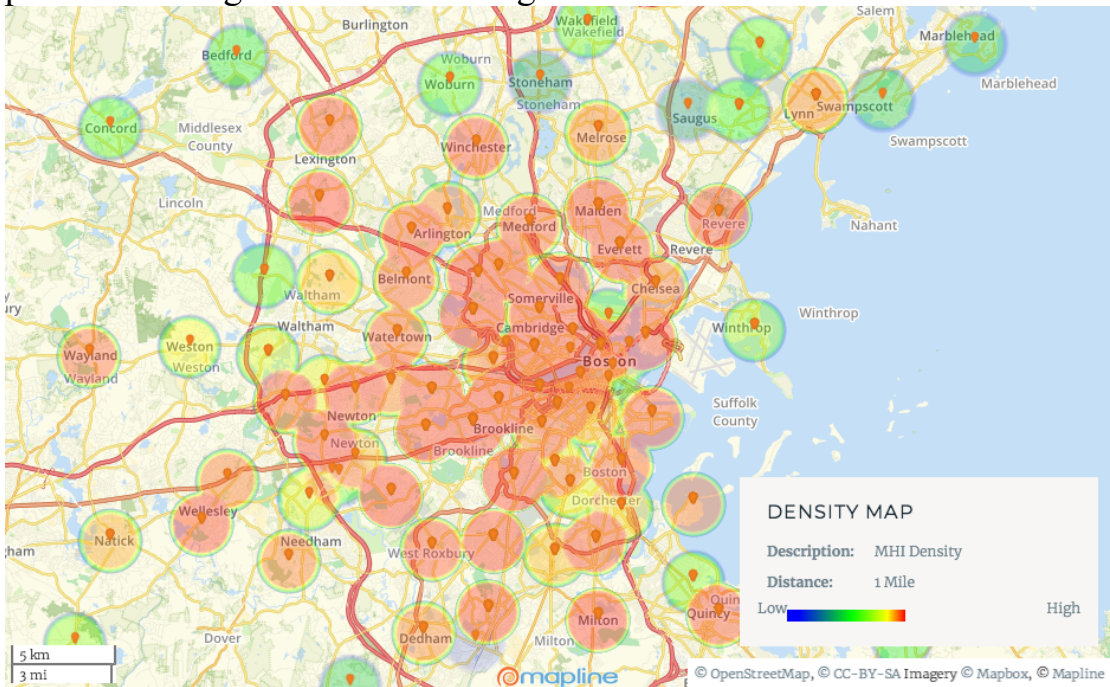 Burlington
Salem
Wakefield
Wakefield
Marblehead
Bedford
Woburn
Woburn
Stoneham
Stoneham
Marblehead
Concord
Middlesex
County
Saugus
Lynn
Swampscott
Melrose
Winchester
Swampscott
Lexington
Lincoln
Medford
Malden
Arlington
Medford
Revere
Nahant
Everett
Revere
Belmont
Chelsea
Waltham
Somerville
Waltham
Cambridge
Winthrop
Winthrop
Watertown
Weston
Weston
Wayland
Wayland
Boston
Newton
Suffolk
County
Brookline
Newton
Brookline
Boston
Dorchester
Wellesley
Natick
Needham
West Roxbury
Quincy
Milton
Dedham
Dover
Milton
DENSITY MAP
Description: MHI Density
Distance: 1 Mile
Low High
5 km
3 mi
mapline
© OpenStreetMap, © CC-BY-SA Imagery © Mapbox, © Mapline